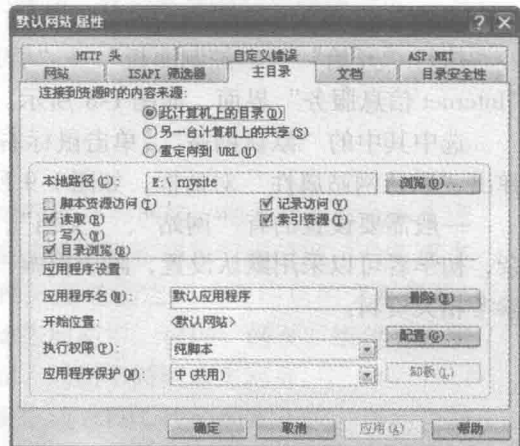 默认网站 属性
HTTP 头 自定义错误 ASP.NET
网站 ISAPI 筛选器 主目录 文档 目录安全性
连接到资源时的内容来源:
此计算机上的目录(D)
另一台计算机上的共享(S)
重定向到 URL(U)
本地路径(C): E:\mysite 浏览(O)...
脚本资源访问(T) 记录访问(V)
读取(R) 索引资源(I)
写入(W)
目录浏览(B)
应用程序设置
应用程序名(M): 默认应用程序 删除(E)
开始位置: <默认网站>
配置(G)...
执行权限(P): 纯脚本
应用程序保护(N): 中(共用) 卸载(L)
确定 取消 应用(A) 帮助